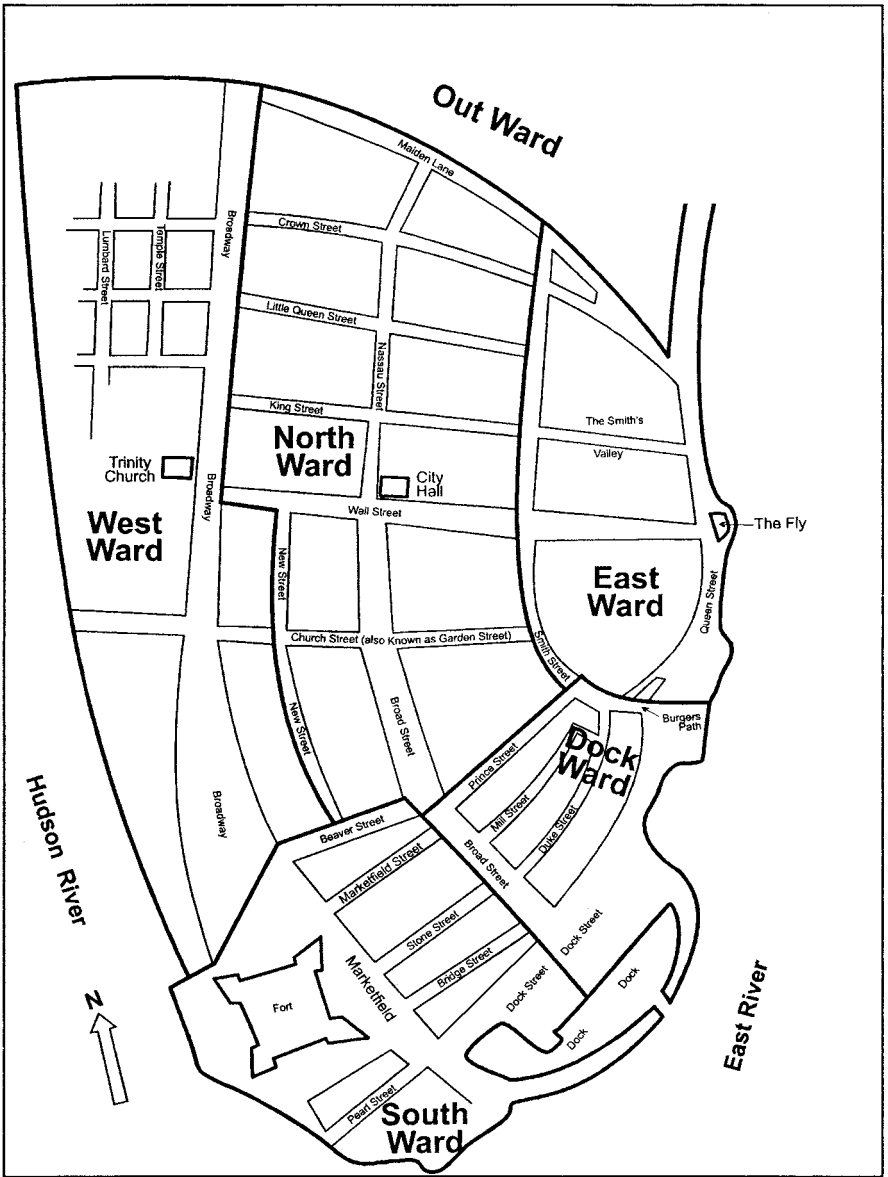 Out Ward
Maiden Lane
Broadway
Crown Street
Lumbard Street
Temple Street
Little Queen Street
Nassau Street
King Street
The Smith's
Valley
North
Ward
Trinity
Church
City
Hall
Broadway
Wall Street
The Fly
West
Ward
New Street
East
Ward
Queen Street
Church Street (also Known as Garden Street)
Smith Street
New Street
Broad Street
Burgers
Path
Prince Street
Dock
Ward
Hudson River
Broadway
Mill Street
Duke Street
Beaver Street
Marketfield Street
Broad Street
Stone Street
Dock Street
Bridge Street
Marketfield
Dock Street
Dock
Dock
East River
N
Fort
Pearl Street
South
Ward